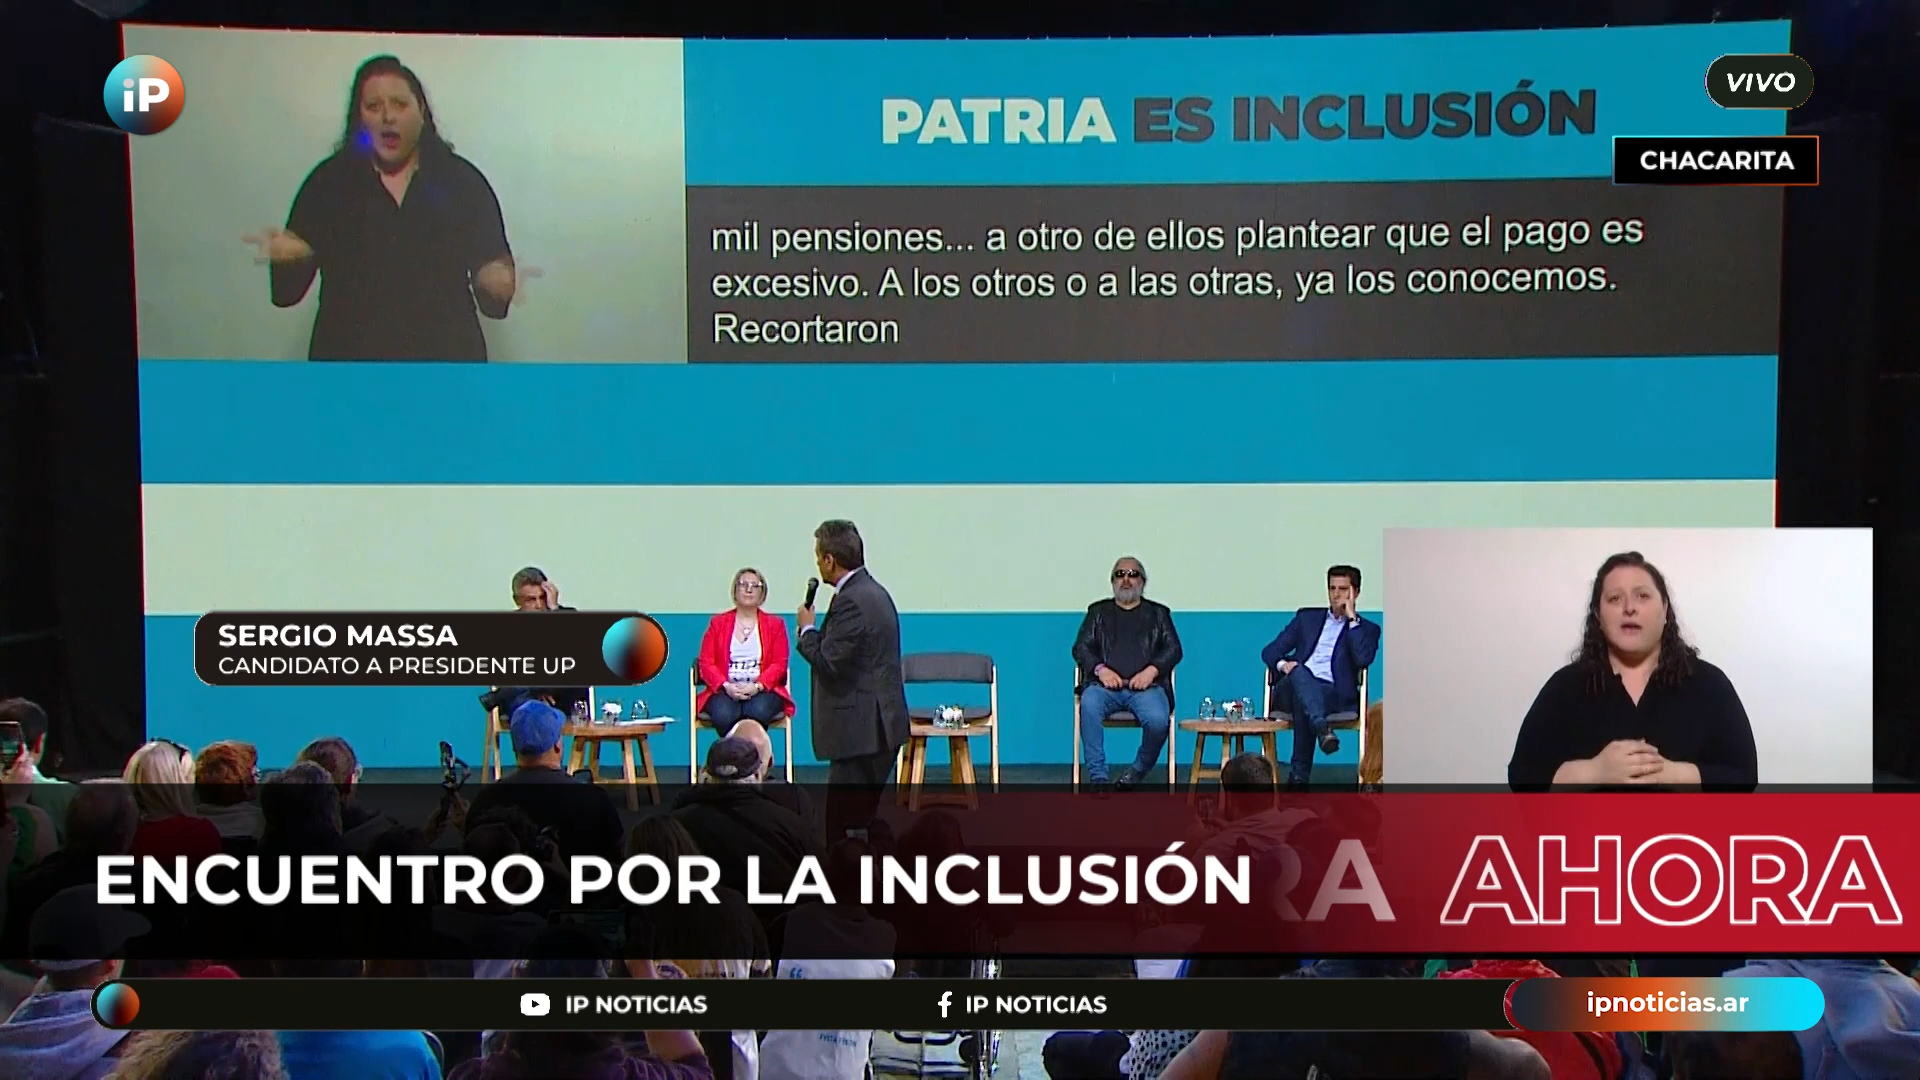 iP
VIVO
CHACARITA
PATRIA ES INCLUSIÓN
mil pensiones... a otro de ellos plantear que el pago es
excesivo. A los otros o a las otras, ya los conocemos.
Recortaron
SERGIO MASSA
CANDIDATO A PRESIDENTE UP
ENCUENTRO POR LA INCLUSIÓN
RA AHORA
IP NOTICIAS
IP NOTICIAS
ipnoticias.ar